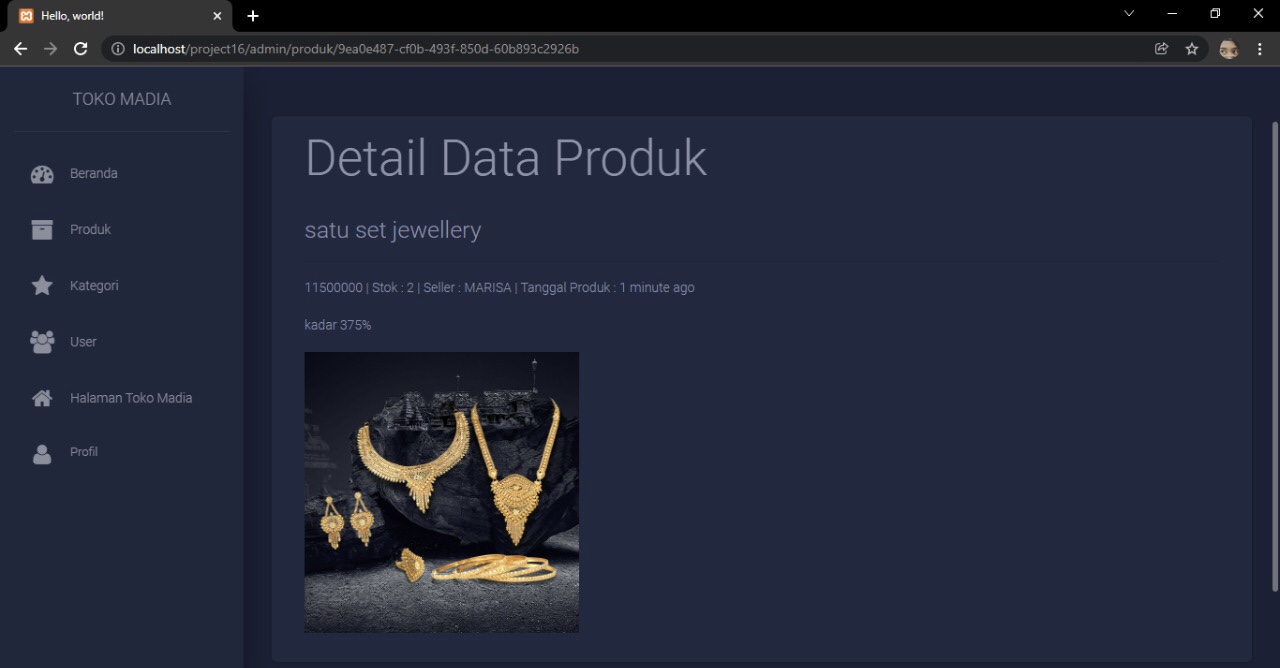 Hello, world!
localhost/project16/admin/produk/9ea0e487-cf0b-493f-850d-60b893c2926b
TOKO MADIA
Beranda
Produk
Kategori
User
Halaman Toko Madia
Profil
Detail Data Produk
satu set jewellery
11500000 | Stok : 2 | Seller : MARISA | Tanggal Produk : 1 minute ago
kadar 375%